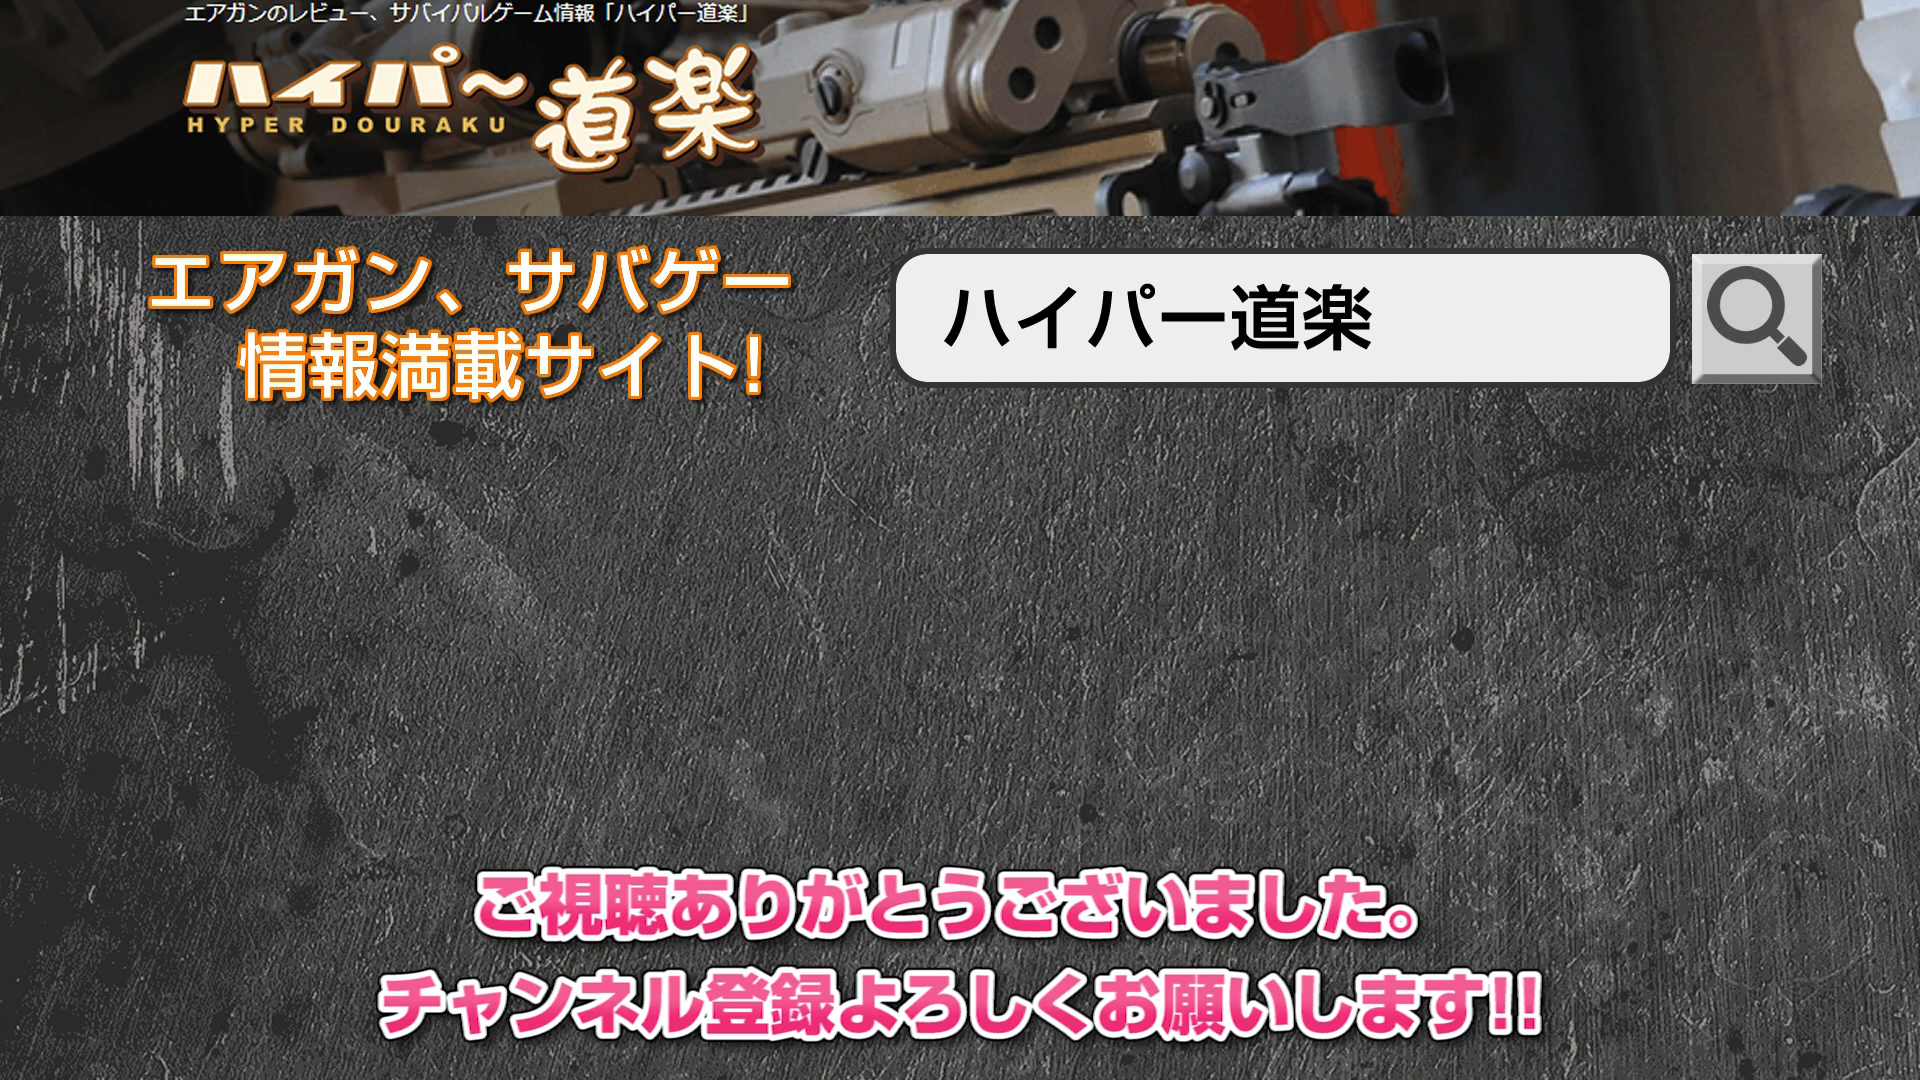 エアガンのレビュー、サバイバルゲーム情報「ハイパー道楽」
ハイパ〜道楽
HYPER DOURAKU
エアガン、サバゲー
情報満載サイト!
ハイパー道楽
ご視聴ありがとうございました。
チャンネル登録よろしくお願いします!!